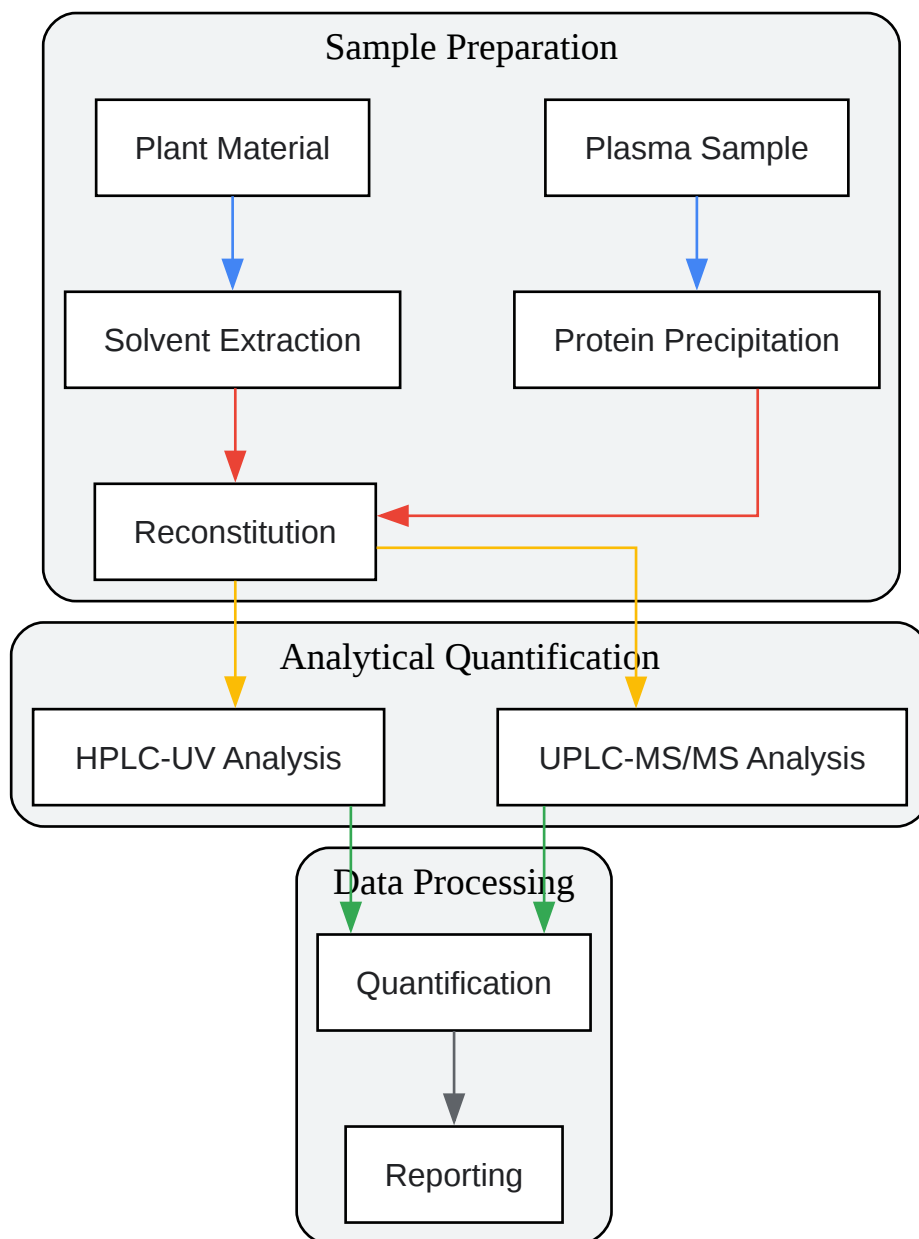 Sample Preparation
Plant Material
Plasma Sample
Solvent Extraction
Protein Precipitation
Reconstitution
Analytical Quantification
HPLC-UV Analysis
UPLC-MS/MS Analysis
Data Processing
Quantification
Reporting